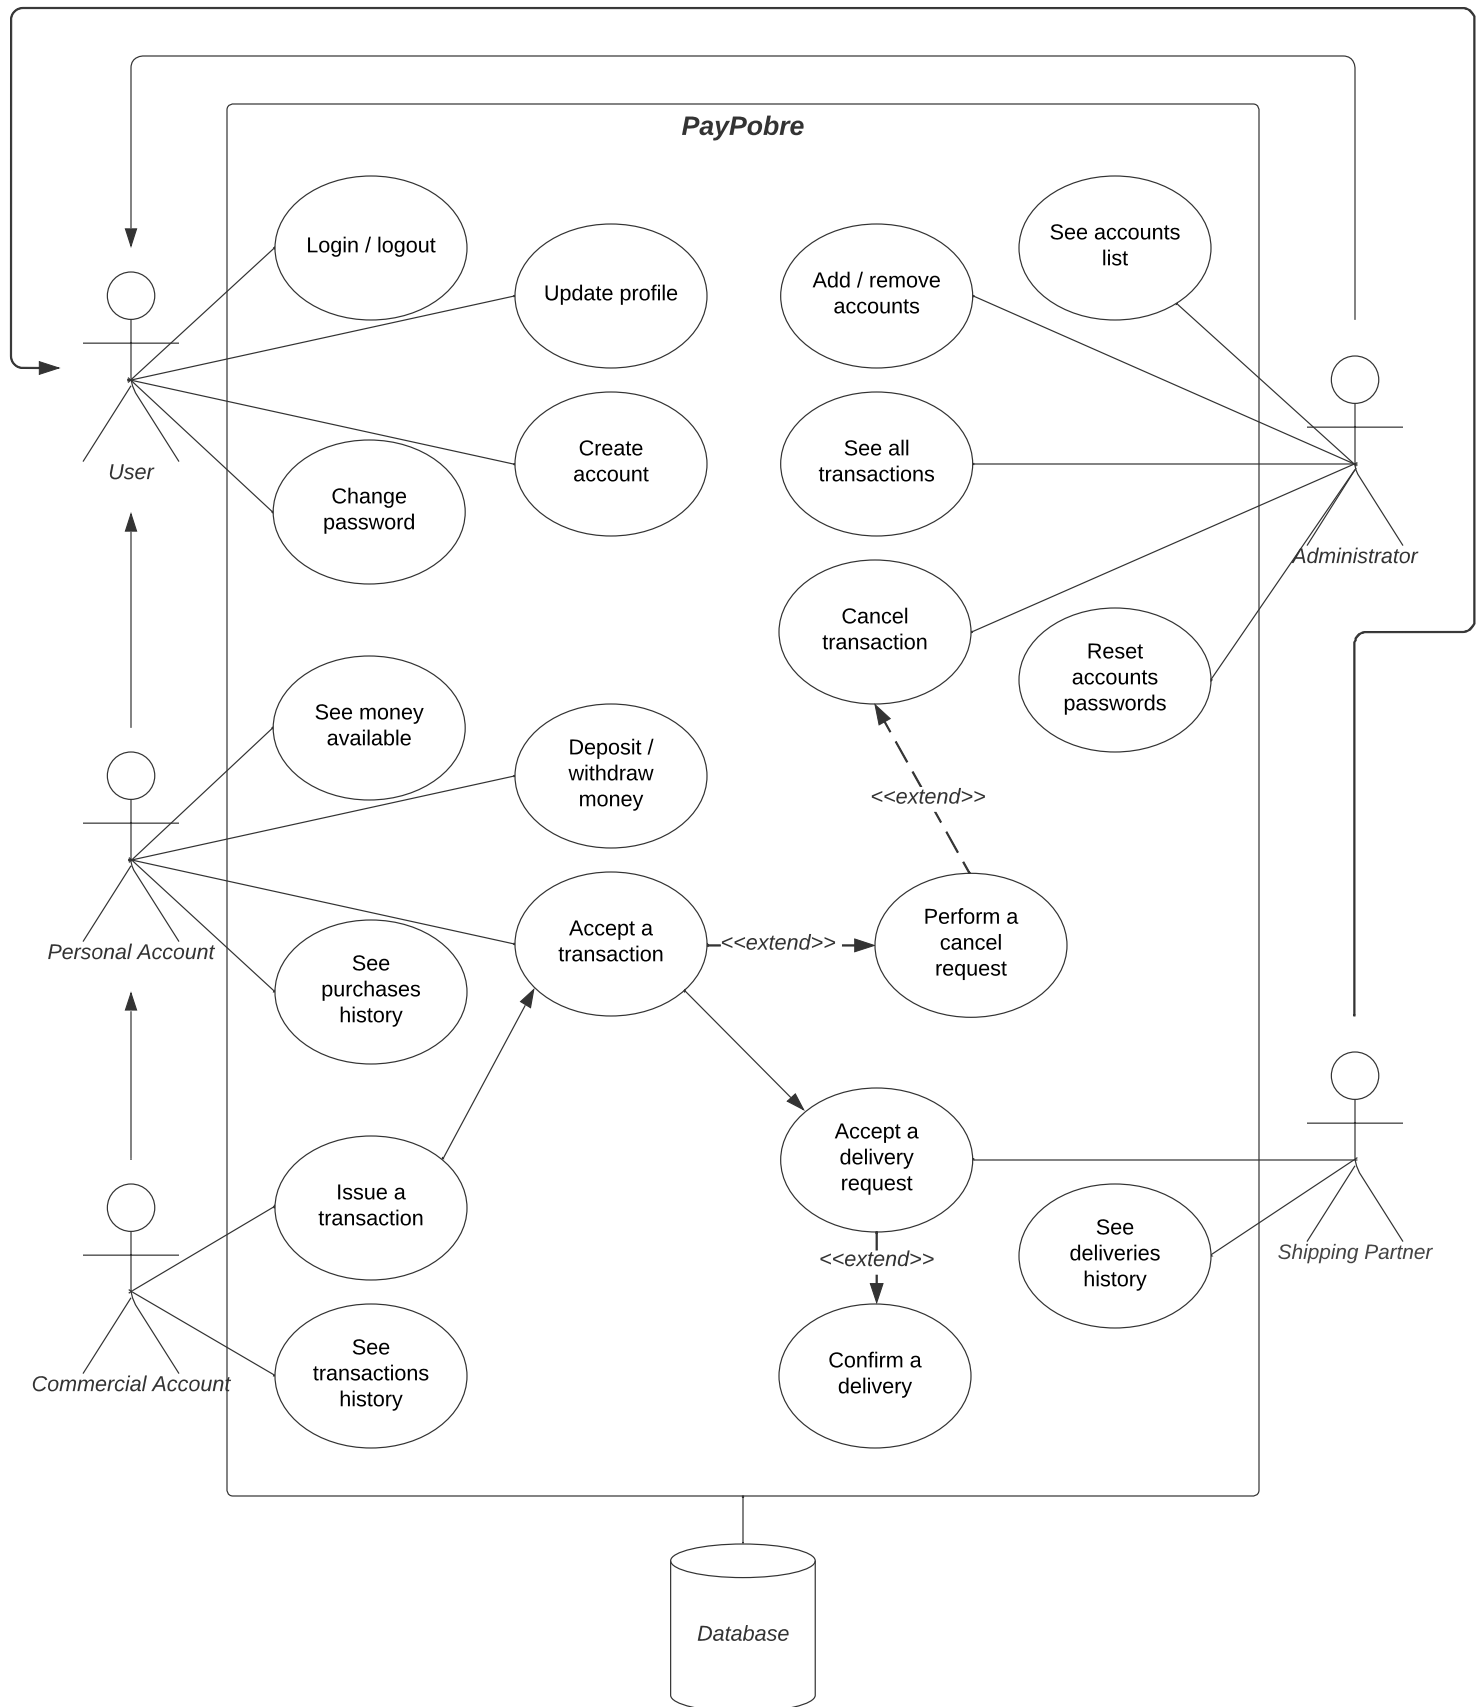 PayPobre
Login / logout
Update profile
Add / remove
accounts
See accounts
list
User
Create
account
Change
password
See all
transactions
Administrator
Cancel
transaction
Reset
accounts
passwords
See money
available
Deposit /
withdraw
money
<<extend>>
Personal Account
Accept a
transaction
<<extend>>
Perform a
cancel
request
See
purchases
history
Accept a
delivery
request
Issue a
transaction
<<extend>>
See
deliveries
history
Shipping Partner
Commercial Account
See
transactions
history
Confirm a
delivery
Database